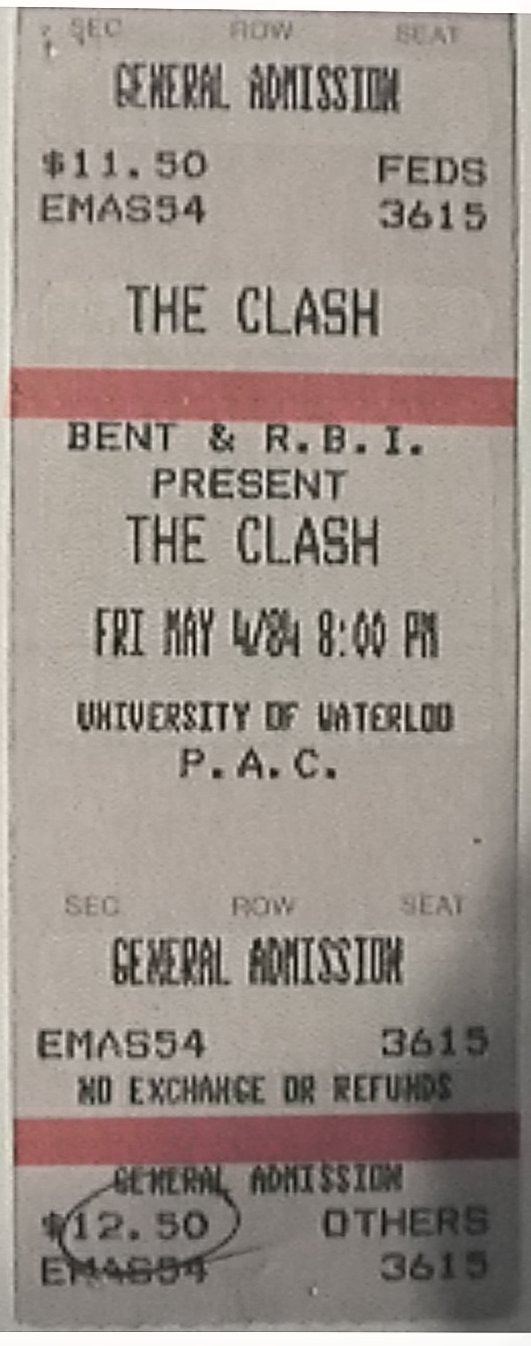 SEC ROW SEAT
GENERAL ADMISSION
$11.50 FEDS
EMAS54 3615
THE CLASH
BENT & R.B.I.
PRESENT
THE CLASH
FRI MAY 4/84 8:00 PM
UNIVERSITY OF WATERLOO
P.A.C.
SEC ROW SEAT
GENERAL ADMISSION
EMAS54 3615
NO EXCHANGE OR REFUNDS
GENERAL ADMISSION
$12.50 OTHERS
EMAS54 3615